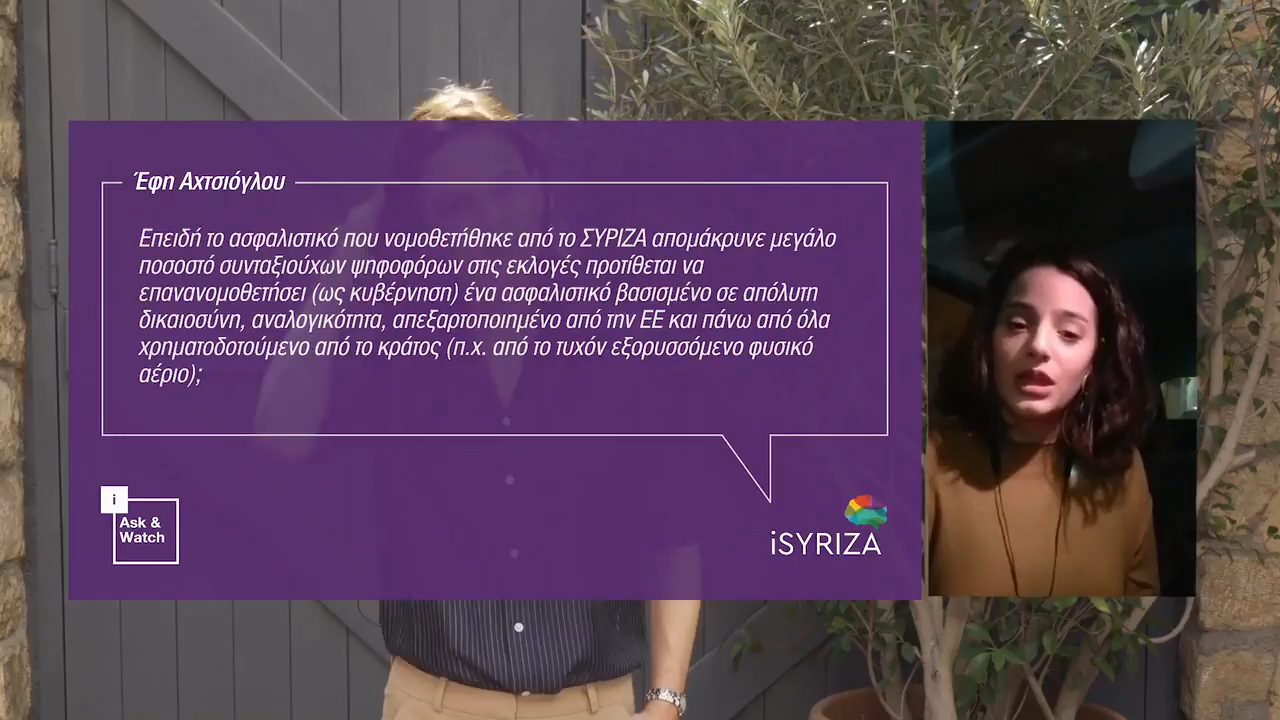 Έφη Αχτσιόγλου
Επειδή το ασφαλιστικό που νομοθετήθηκε από το ΣΥΡΙΖΑ απομάκρυνε μεγάλο
ποσοστό συνταξιούχων ψηφοφόρων στις εκλογές προτίθεται να
επανανομοθετήσει (ως κυβέρνηση) ένα ασφαλιστικό βασισμένο σε απόλυτη
δικαιοσύνη, αναλογικότητα, απεξαρτοποιημένο από την ΕΕ και πάνω από όλα
χρηματοδοτούμενο από το κράτος (π.χ. από το τυχόν εξορυσσόμενο φυσικό
αέριο);
i
Ask &
Watch
iSYRIZA